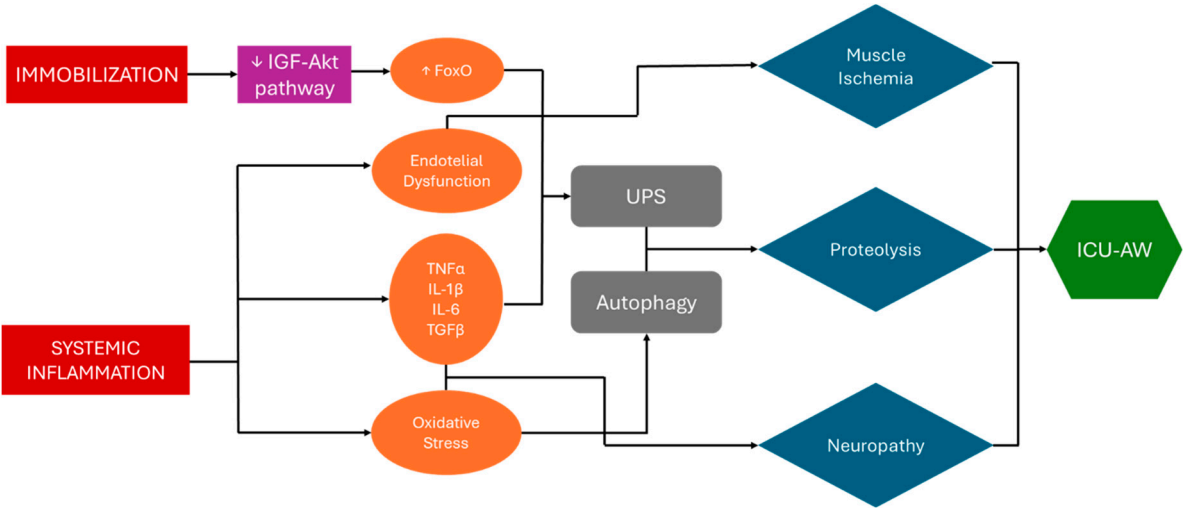 IMMOBILIZATION
↓ IGF-Akt
pathway
↑ FoxO
Muscle
Ischemia
Endotelial
Dysfunction
UPS
TNFα
IL-1β
IL-6
TGFβ
Autophagy
Proteolysis
ICU-AW
SYSTEMIC
INFLAMMATION
Oxidative
Stress
Neuropathy